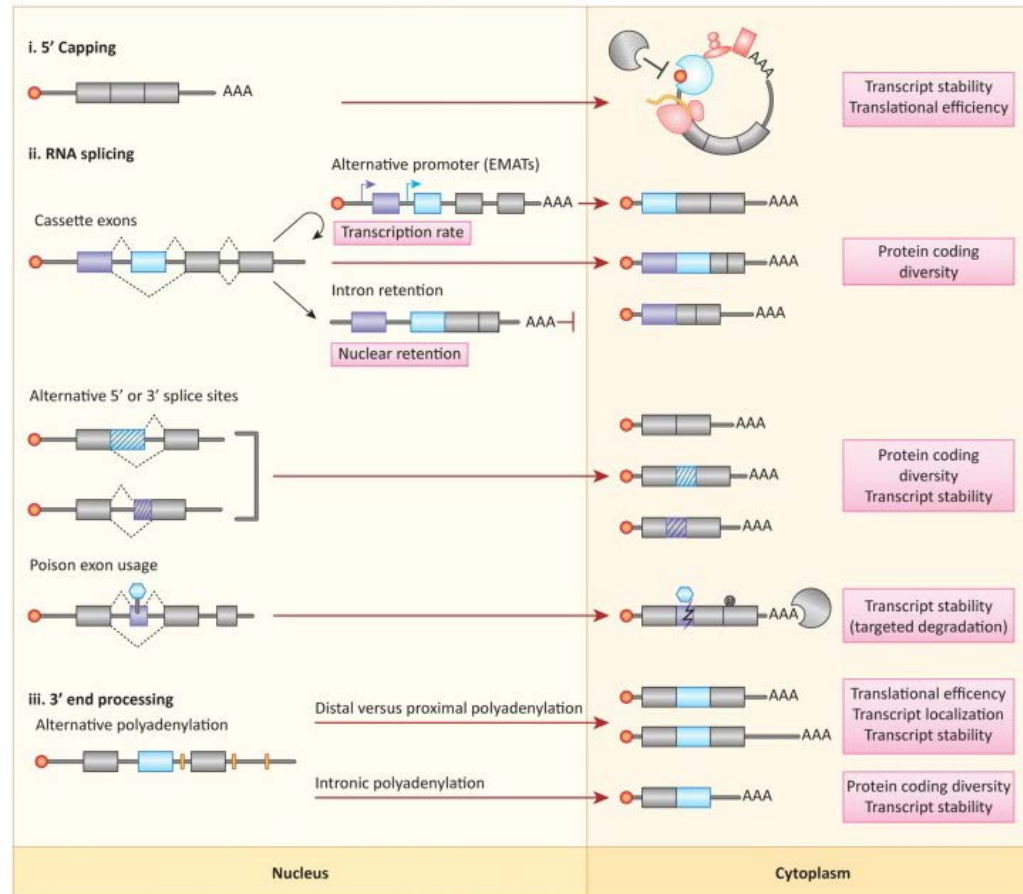 i. 5′ Capping
AAA
AAA
Transcript stability
Translational efficiency
ii. RNA splicing
Alternative promoter (EMATs)
AAA
AAA
Transcription rate
Cassette exons
AAA
Protein coding
diversity
Intron retention
AAA
AAA
Nuclear retention
Alternative 5′ or 3′ splice sites
AAA
AAA
AAA
Protein coding
diversity
Transcript stability
Poison exon usage
AAA
Transcript stability
(targeted degradation)
iii. 3′ end processing
Alternative polyadenylation
Distal versus proximal polyadenylation
AAA
AAA
Translational efficency
Transcript localization
Transcript stability
Intronic polyadenylation
AAA
Protein coding diversity
Transcript stability
Nucleus
Cytoplasm